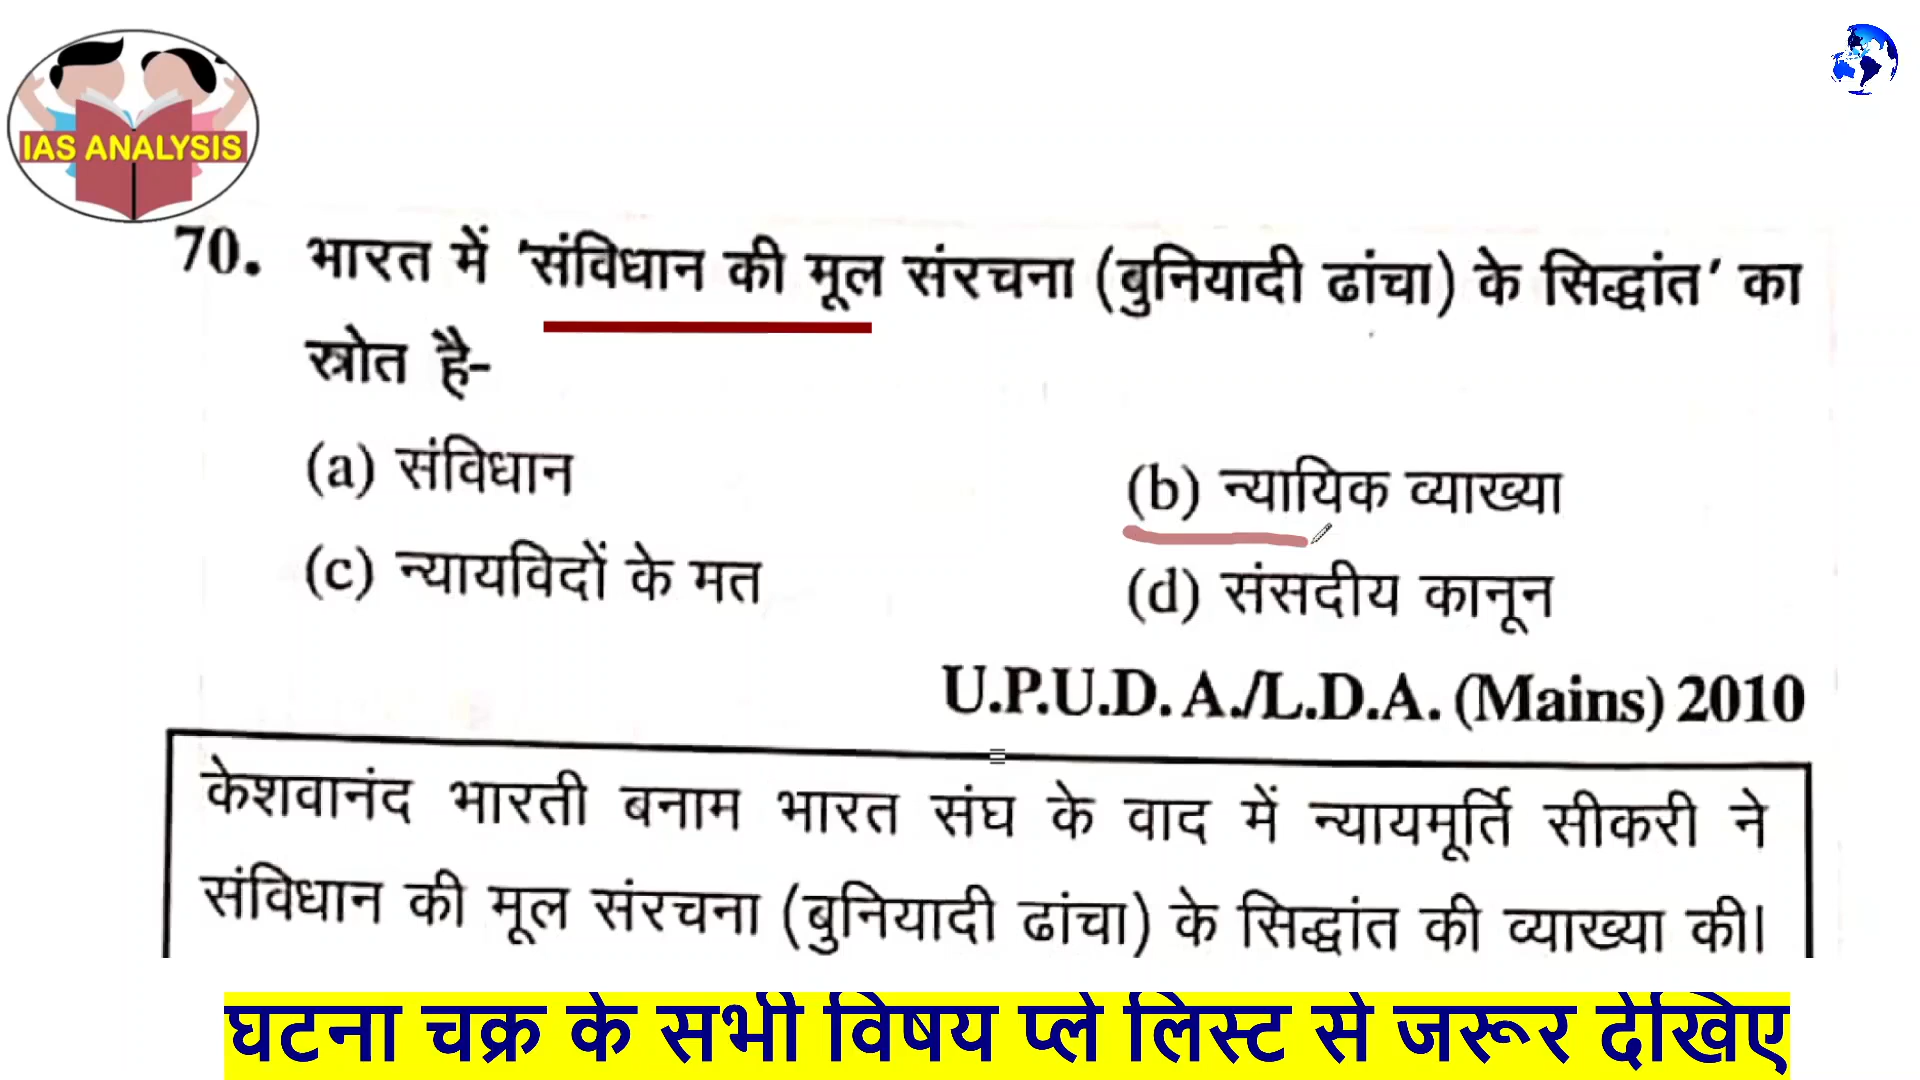 IAS ANALYSIS
70. भारत में 'संविधान की मूल संरचना (बुनियादी ढांचा) के सिद्धांत' का
स्रोत है-
(a) संविधान
(b) न्यायिक व्याख्या
(c) न्यायविदों के मत
(d) संसदीय कानून
U.P.U.D.A./L.D.A. (Mains) 2010
केशवानंद भारती बनाम भारत संघ के वाद में न्यायमूर्ति सीकरी ने
संविधान की मूल संरचना (बुनियादी ढांचा) के सिद्धांत की व्याख्या की।
घटना चक्र के सभी विषय प्ले लिस्ट से जरूर देखिए